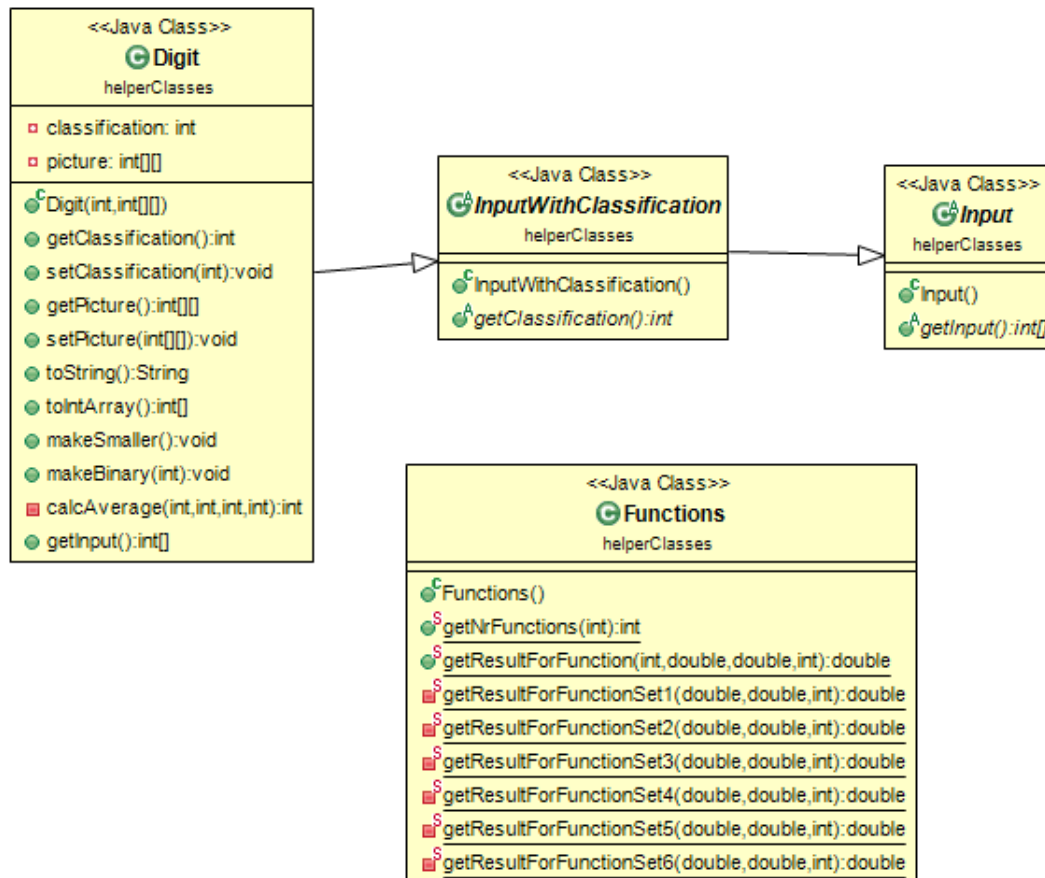 <<Java Class>>
Digit
helperClasses
classification: int
picture: int[][]
Digit(int,int[][])
getClassification():int
setClassification(int):void
getPicture():int[][]
setPicture(int[][]):void
toString():String
toIntArray():int[]
makeSmaller():void
makeBinary(int):void
calcAverage(int,int,int,int):int
getInput():int[]
<<Java Class>>
InputWithClassification
helperClasses
InputWithClassification()
getClassification():int
<<Java Class>>
Input
helperClasses
Input()
getInput():int[]
<<Java Class>>
Functions
helperClasses
Functions()
getNrFunctions(int):int
getResultForFunction(int,double,double,int):double
getResultForFunctionSet1(double,double,int):double
getResultForFunctionSet2(double,double,int):double
getResultForFunctionSet3(double,double,int):double
getResultForFunctionSet4(double,double,int):double
getResultForFunctionSet5(double,double,int):double
getResultForFunctionSet6(double,double,int):double